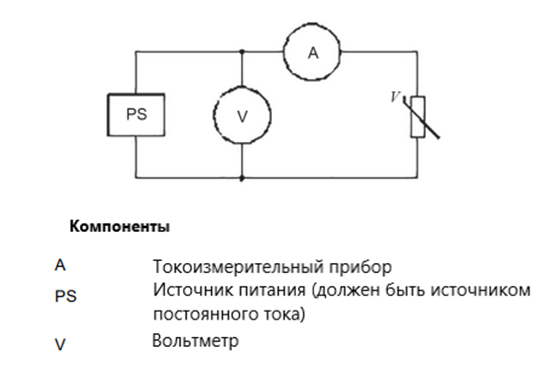 A
PS
V
V
Компоненты
A Токоизмерительный прибор
PS Источник питания (должен быть источником
постоянного тока)
V Вольтметр